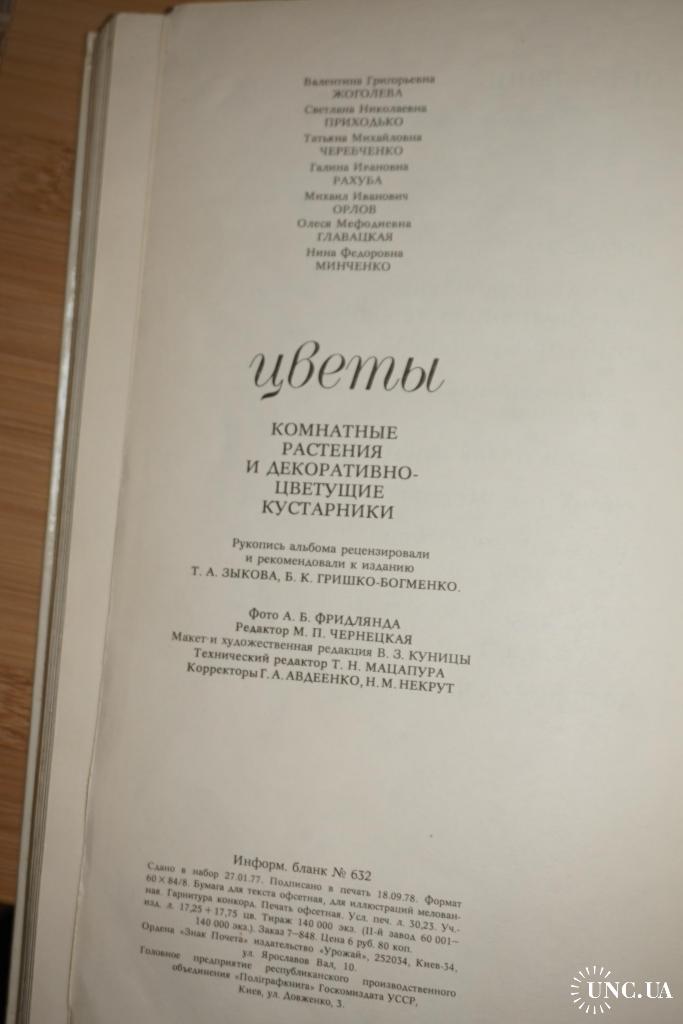 Валентина Григорьевна
ЖОГОЛЕВА
Светлана Николаевна
ПРИХОДЬКО
Татьяна Михайловна
ЧЕРЕВЧЕНКО
Галина Ивановна
РАХУБА
Михаил Иванович
ОРЛОВ
Олеся Мефодиевна
ГЛАВАЦКАЯ
Нина Федоровна
МИНЧЕНКО
цветы
КОМНАТНЫЕ
РАСТЕНИЯ
И ДЕКОРАТИВНО-
ЦВЕТУЩИЕ
КУСТАРНИКИ
Рукопись альбома рецензировали
и рекомендовали к изданию
Т. А. ЗЫКОВА, Б. К. ГРИШКО-БОГМЕНКО.
Фото А. Б. ФРИДЛЯНДА
Редактор М. П. ЧЕРНЕЦКАЯ
Макет и художественная редакция В. З. КУНИЦЫ
Технический редактор Т. Н. МАЦАПУРА
Корректоры Г. А. АВДЕЕНКО, Н. М. НЕКРУТ
Информ. бланк № 632
Сдано в набор 27.01.77. Подписано в печать 18.09.78. Формат
60 × 84/8. Бумага для текста офсетная, для иллюстраций мелован-
ная. Гарнитура конкорд. Печать офсетная. Усл. печ. л. 30,23. Уч.-
изд. л. 17,25 + 17,75 цв. Тираж 140 000 экз. (II-й завод 60 001—
140 000 экз.). Заказ 7—848. Цена 6 руб. 80 коп.
Ордена «Знак Почета» издательство «Урожай», 252034, Киев-34,
ул. Ярославов Вал, 10.
Головное предприятие республиканского производственного
объединения «Полiграфкнига» Госкомиздата УССР,
Киев, ул. Довженко, 3.
UNC.UA